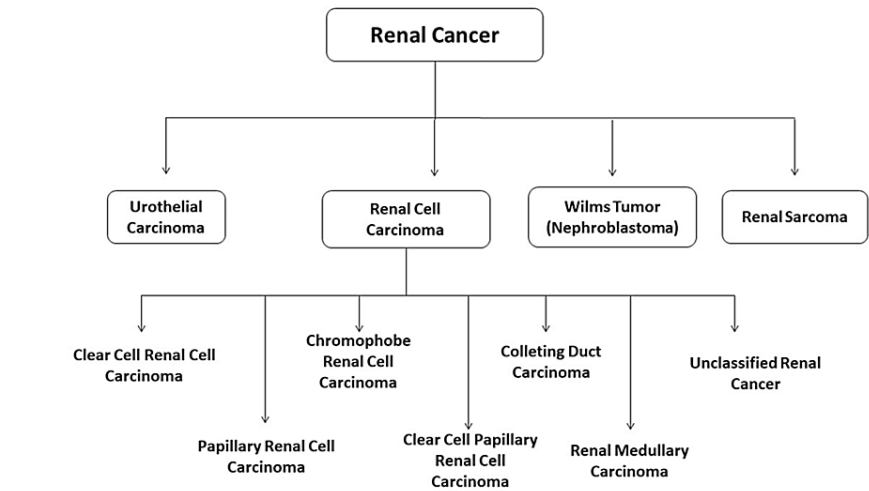 Renal Cancer
Urothelial
Carcinoma
Renal Cell
Carcinoma
Wilms Tumor
(Nephroblastoma)
Renal Sarcoma
Clear Cell Renal Cell
Carcinoma
Papillary Renal Cell
Carcinoma
Chromophobe
Renal Cell
Carcinoma
Clear Cell Papillary
Renal Cell
Carcinoma
Colleting Duct
Carcinoma
Renal Medullary
Carcinoma
Unclassified Renal
Cancer